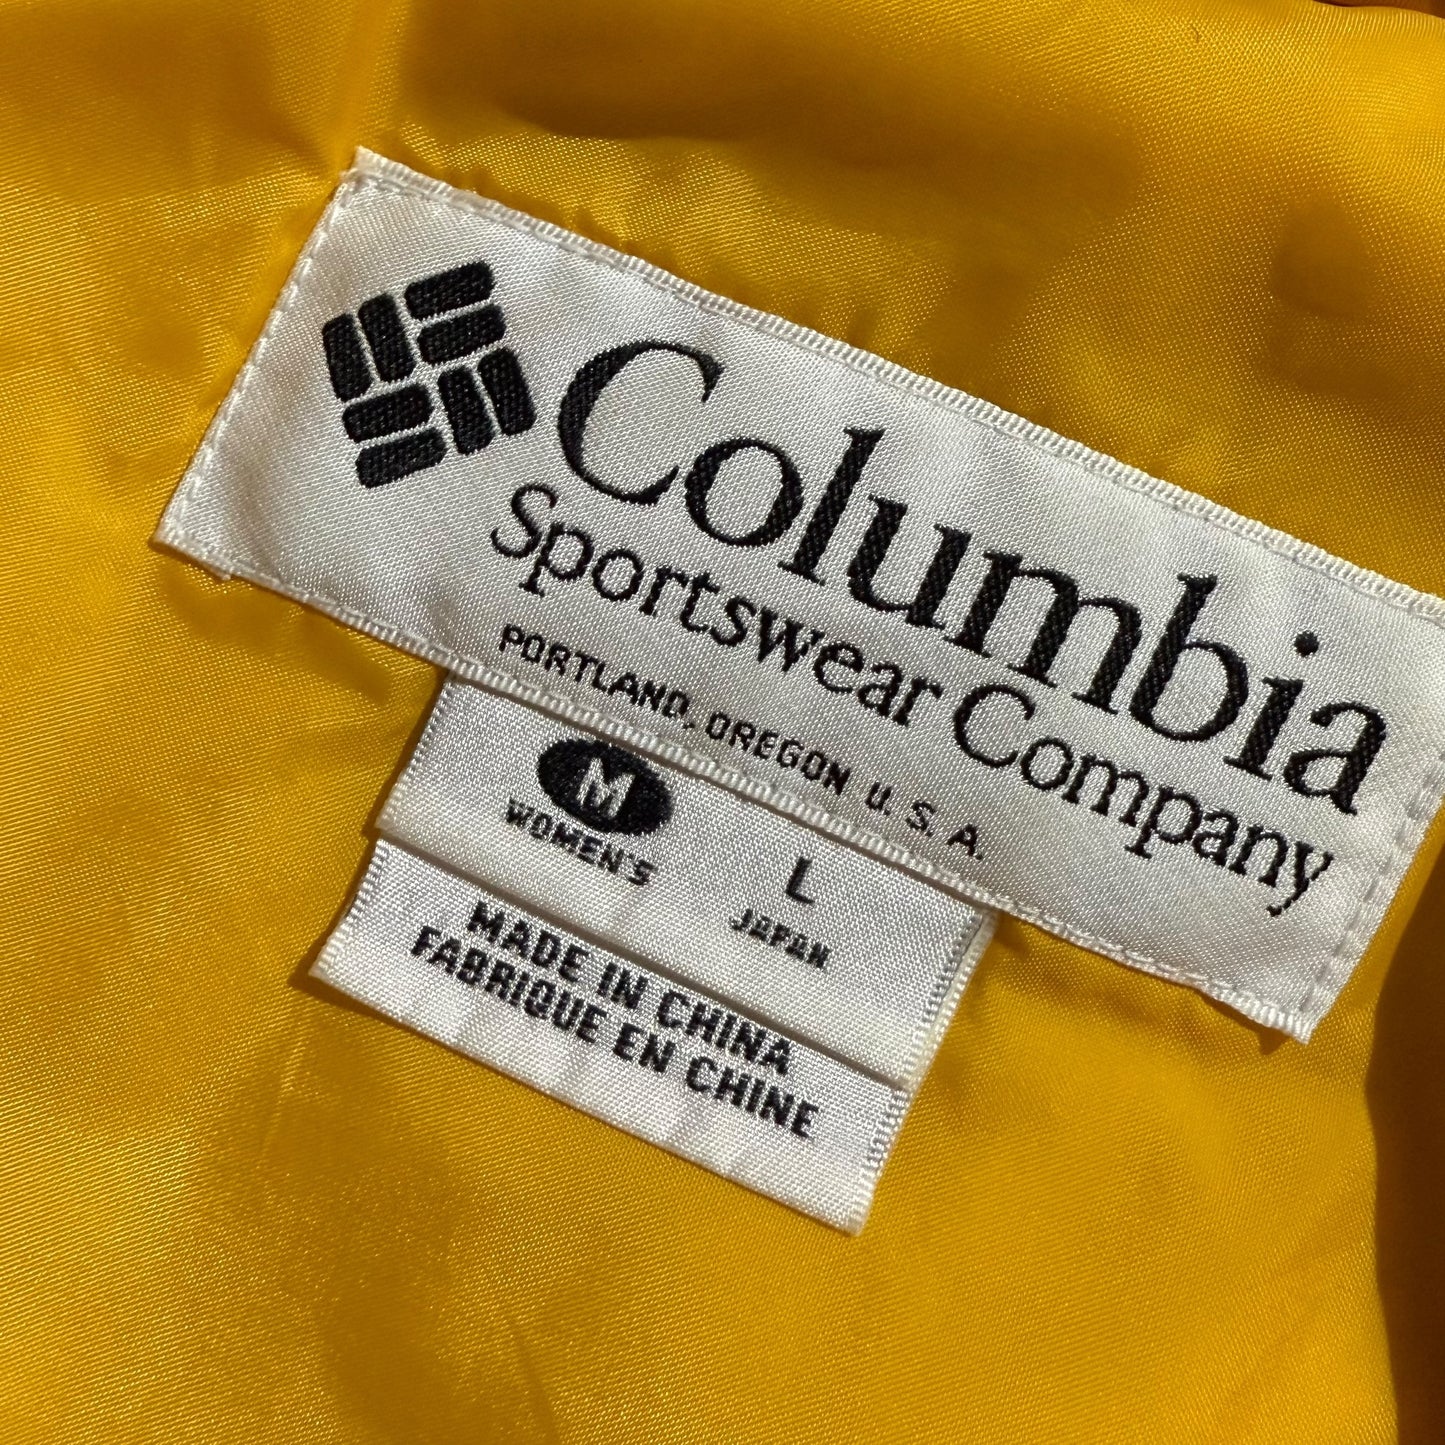 Columbia
Sportswear Company
PORTLAND, OREGON U. S. A.
M
WOMEN'S
L
JAPAN
MADE IN CHINA
FABRIQUE EN CHINE